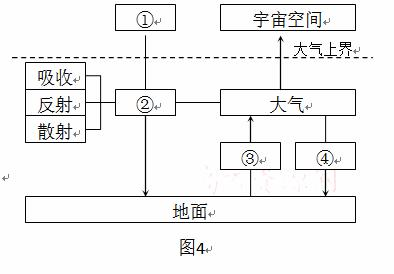 ① 宇宙空间
大气上界
吸收
反射 ② 大气
散射
③ ④
地面
图4